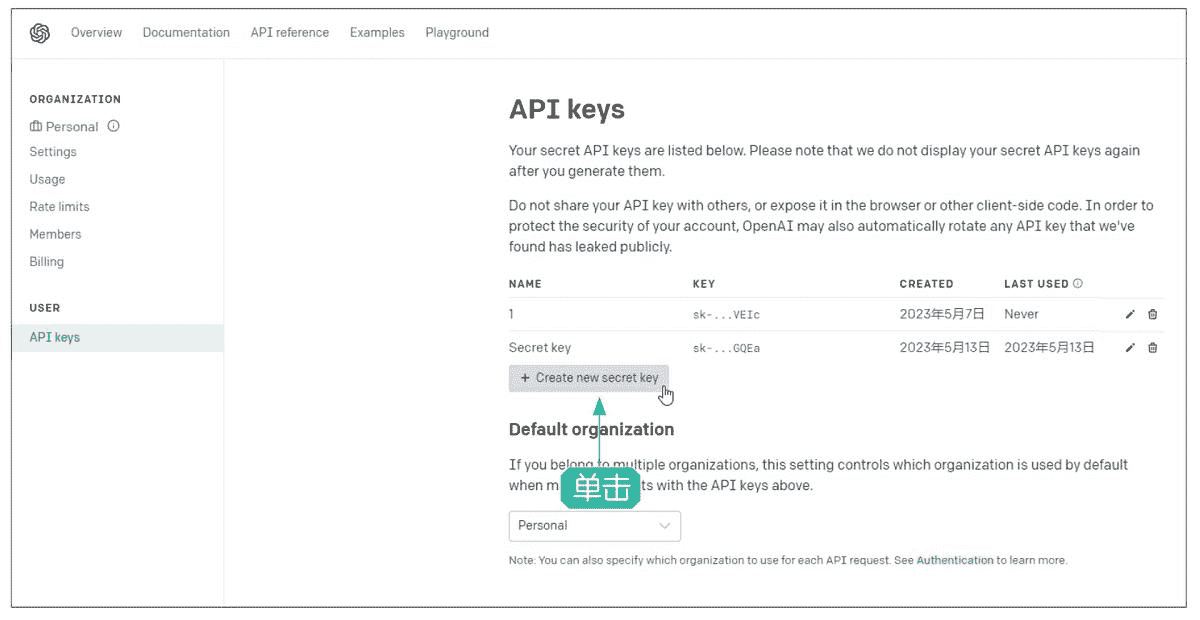 Overview Documentation API reference Examples Playground
ORGANIZATION
Personal
Settings
Usage
Rate limits
Members
Billing
USER
API keys
API keys
Your secret API keys are listed below. Please note that we do not display your secret API keys again
after you generate them.
Do not share your API key with others, or expose it in the browser or other client-side code. In order to
protect the security of your account, OpenAI may also automatically rotate any API key that we've
found has leaked publicly.
NAME KEY CREATED LAST USED
1 sk-...VEIc 2023年5月7日 Never
Secret key sk-...GQEa 2023年5月13日 2023年5月13日
+ Create new secret key
Default organization
If you belong to multiple organizations, this setting controls which organization is used by default
when m ts with the API keys above.
单击
Personal
Note: You can also specify which organization to use for each API request. See Authentication to learn more.